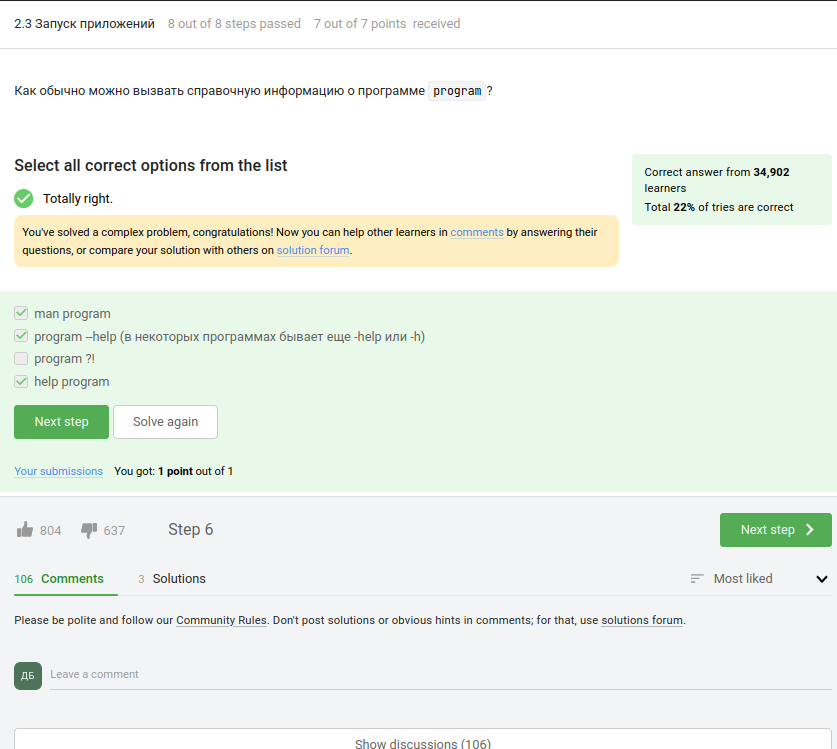 2.3 Запуск приложений 8 out of 8 steps passed 7 out of 7 points received
Как обычно можно вызвать справочную информацию о программе program ?
Select all correct options from the list
Totally right.
You've solved a complex problem, congratulations! Now you can help other learners in comments by answering their
questions, or compare your solution with others on solution forum.
Correct answer from 34,902
learners
Total 22% of tries are correct
man program
program --help (в некоторых программах бывает еще -help или -h)
program ?!
help program
Next step Solve again
Your submissions You got: 1 point out of 1
804 637 Step 6 Next step
106 Comments 3 Solutions Most liked
Please be polite and follow our Community Rules. Don't post solutions or obvious hints in comments; for that, use solutions forum.
ДБ Leave a comment
Show discussions (106)